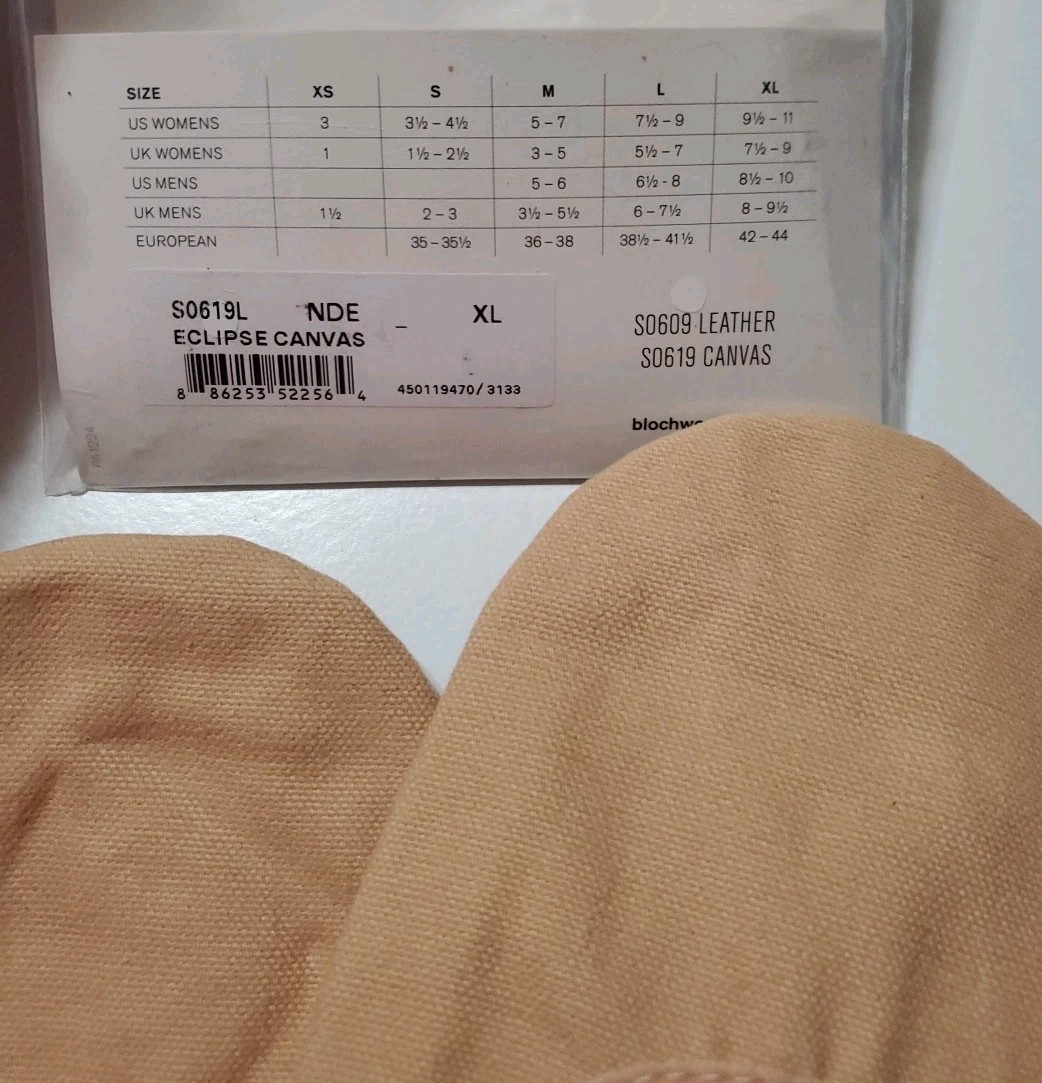 SIZE XS S M L XL
US WOMENS 3 3½ – 4½ 5 – 7 7½ – 9 9½ – 11
UK WOMENS 1 1½ – 2½ 3 – 5 5½ – 7 7½ – 9
US MENS 5 – 6 6½ - 8 8½ – 10
UK MENS 1½ 2 – 3 3½ – 5½ 6 – 7½ 8 – 9½
EUROPEAN 35 – 35½ 36 – 38 38½ – 41½ 42 – 44
S0619L NDE _ XL
ECLIPSE CANVAS
8 86253 52256 4 450119470/ 3133
S0609 LEATHER
S0619 CANVAS